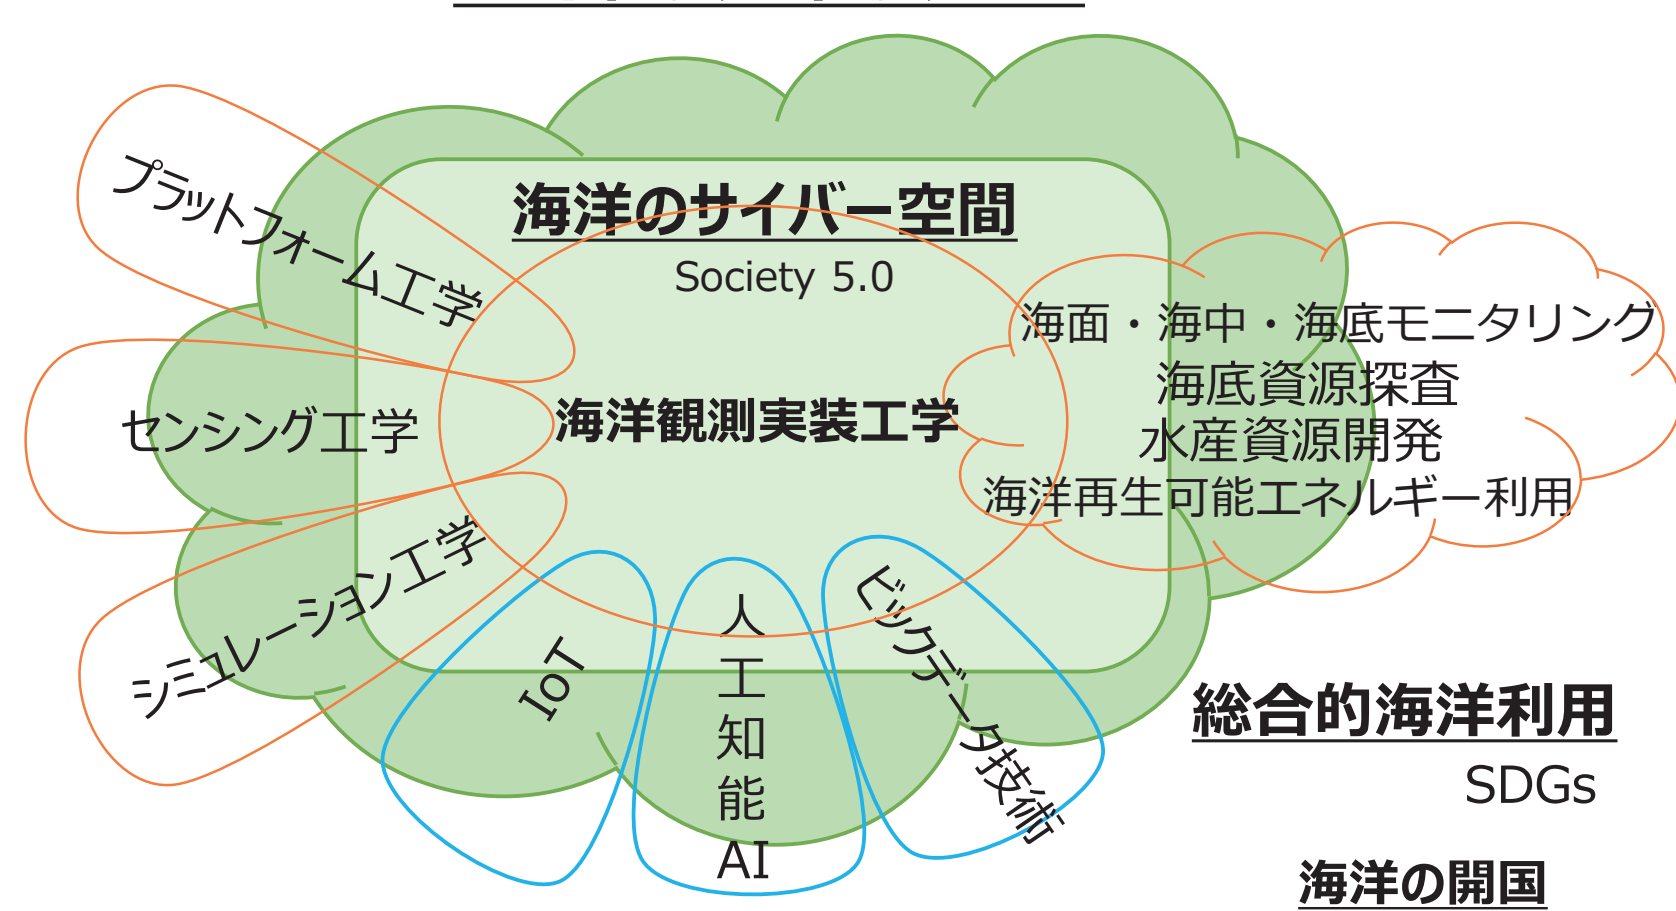 海洋のサイバー空間
Society 5.0
プラットフォーム工学
センシング工学
シミュレーション工学
海洋観測実装工学
海面・海中・海底モニタリング
海底資源探査
水産資源開発
海洋再生可能エネルギー利用
IoT
人工知能
AI
ビックデータ技術
総合的海洋利用
SDGs
海洋の開国